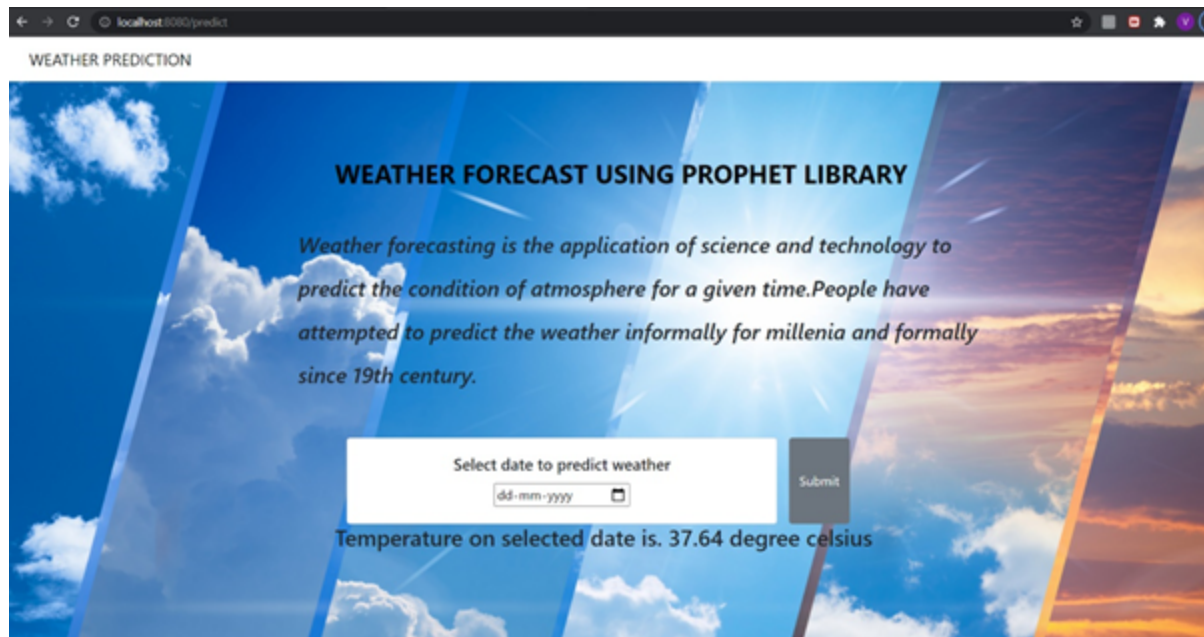 localhost:8080/predict
V
WEATHER PREDICTION
WEATHER FORECAST USING PROPHET LIBRARY
Weather forecasting is the application of science and technology to
predict the condition of atmosphere for a given time.People have
attempted to predict the weather informally for millenia and formally
since 19th century.
Select date to predict weather
dd-mm-yyyy
Submit
Temperature on selected date is. 37.64 degree celsius